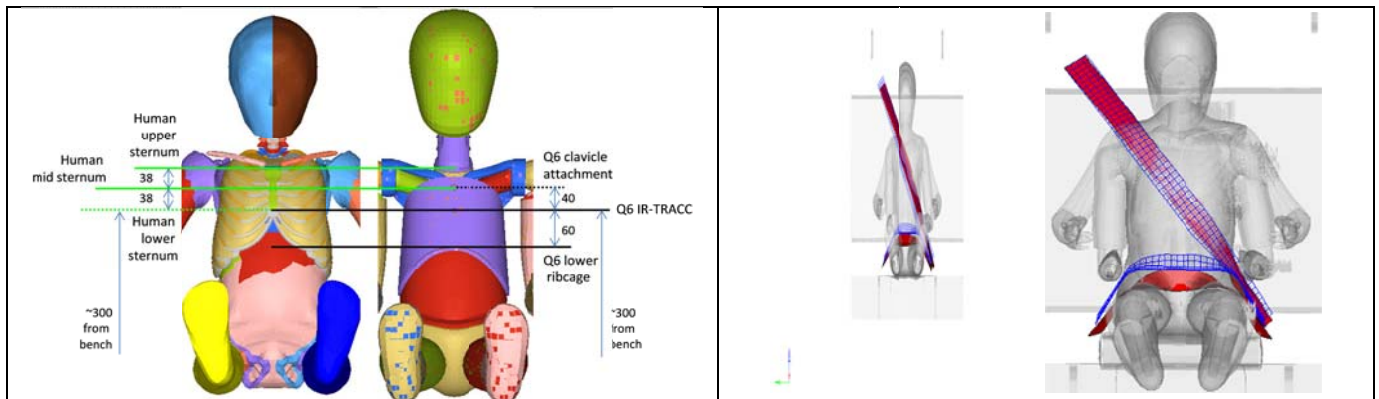 Human
upper
sternum
Human
mid sternum
38
38
Human
lower
sternum
~300
from
bench
Q6 clavicle
attachment
40
Q6 IR-TRACC
60
Q6 lower
ribcage
~300
from
bench